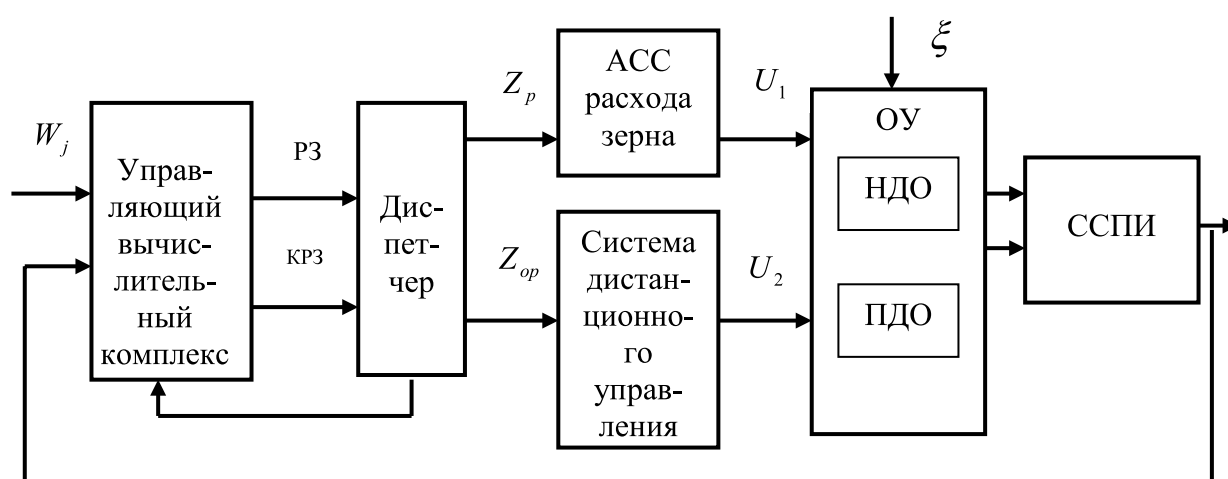 W_j
Управ-
ляющий
вычис-
литель-
ный
комплекс
РЗ
КРЗ
Дис-
пет-
чер
Z_p
Z_op
АСС
расхода
зерна
Система
дистан-
ционно-
го
управ-
ления
U_1
U_2
ξ
ОУ
НДО
ПДО
ССПИ